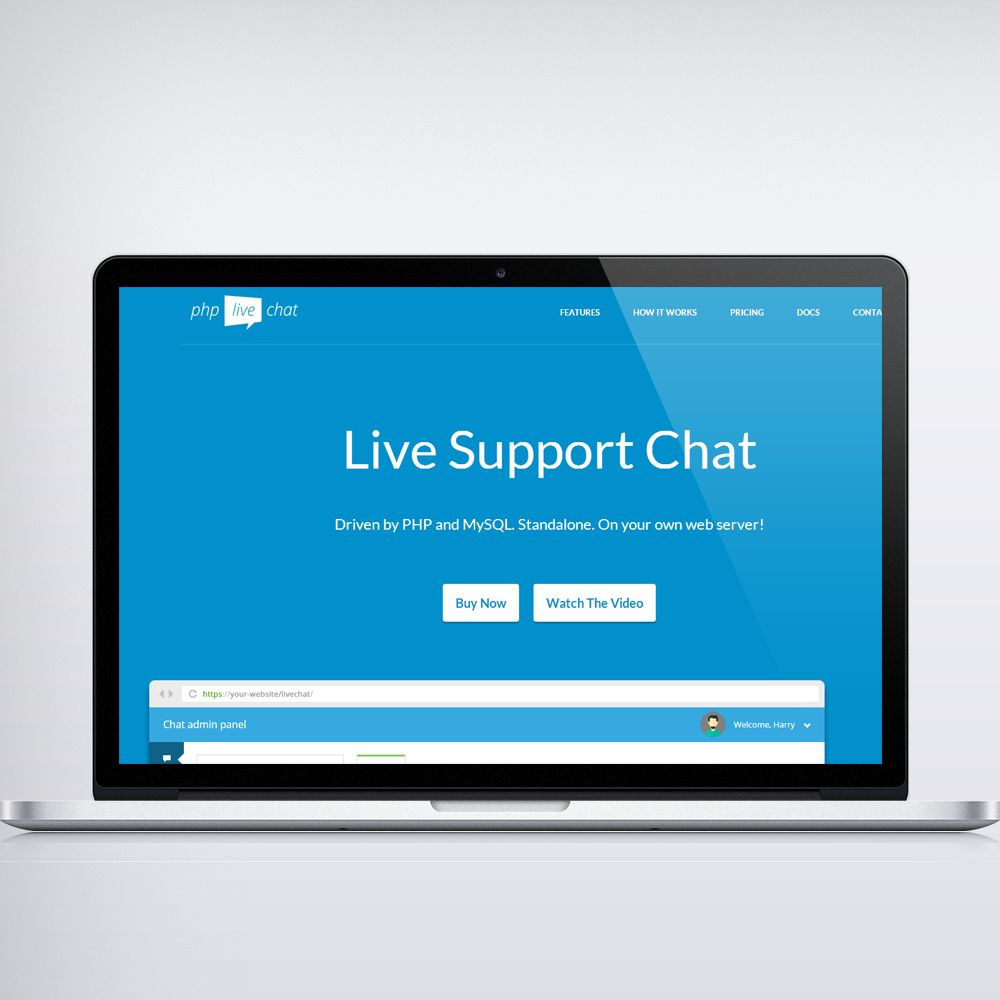 php live chat
FEATURES HOW IT WORKS PRICING DOCS CONTA
Live Support Chat
Driven by PHP and MySQL. Standalone. On your own web server!
Buy Now Watch The Video
https://your-website/livechat/
Chat admin panel Welcome, Harry